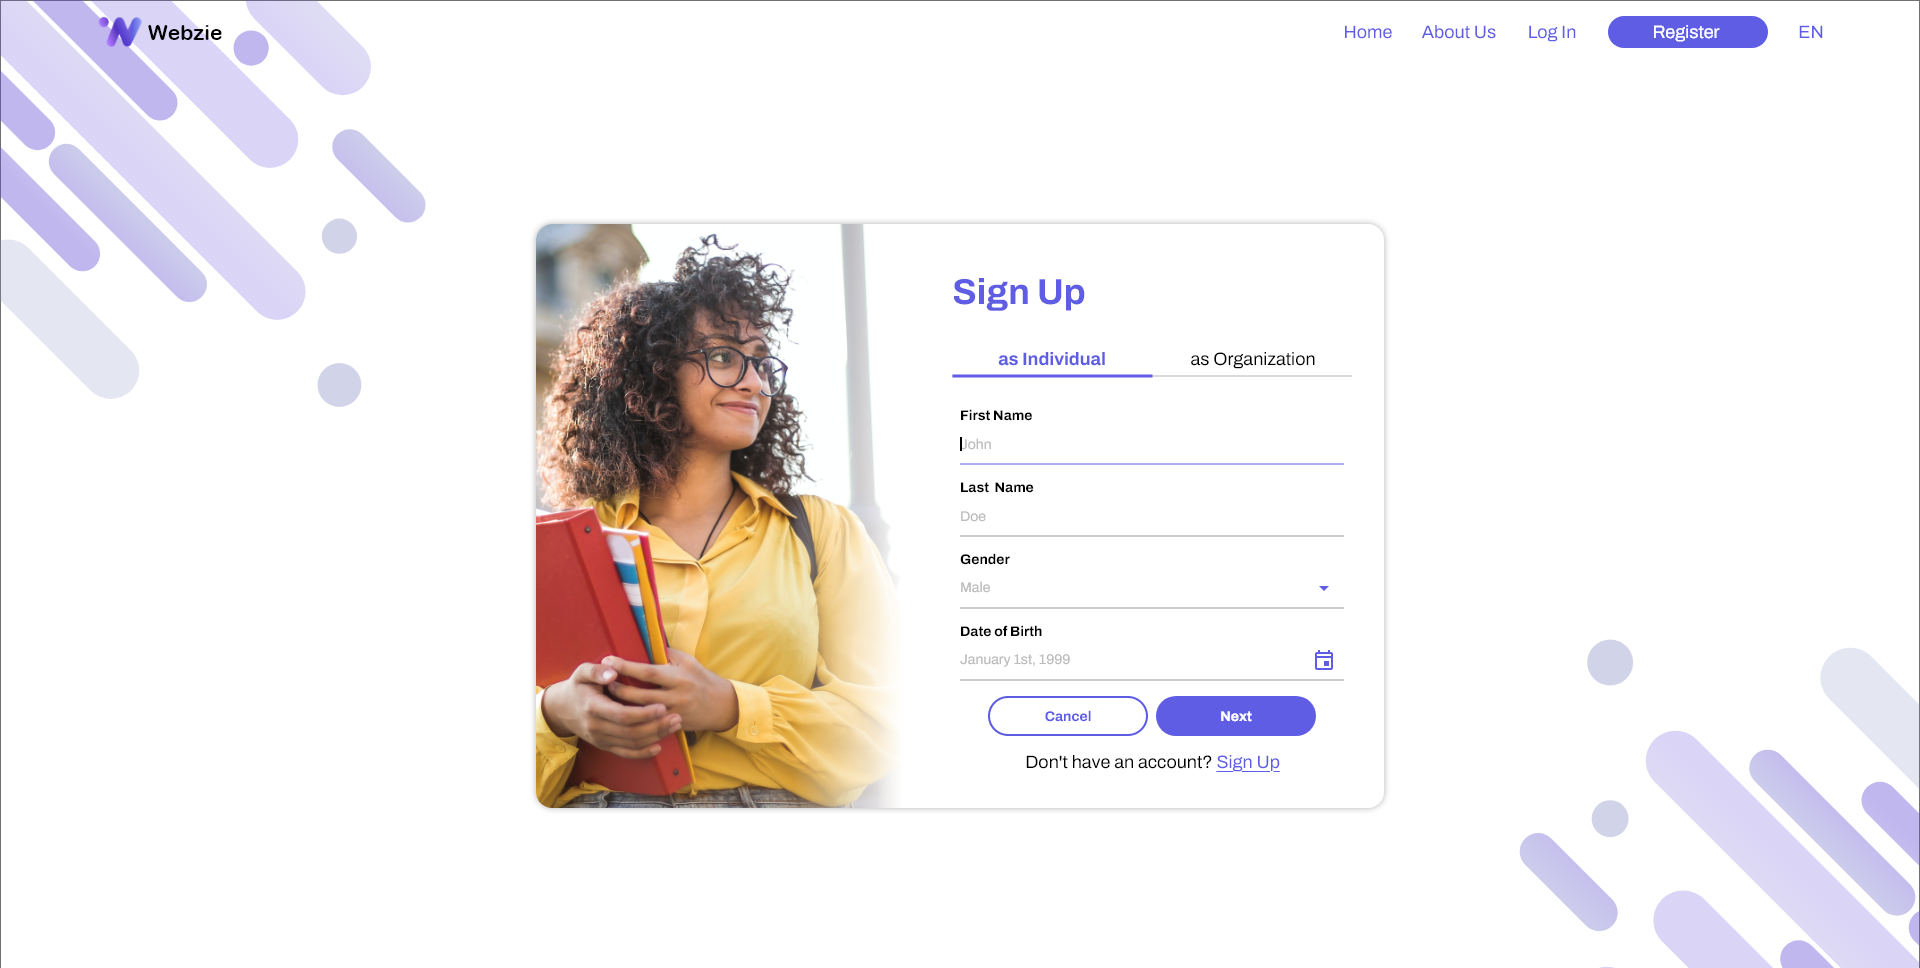 Webzie
Home
About Us
Log In
Register
EN
Sign Up
as Individual
as Organization
First Name
John
Last Name
Doe
Gender
Male
Date of Birth
January 1st, 1999
Cancel
Next
Don't have an account? Sign Up